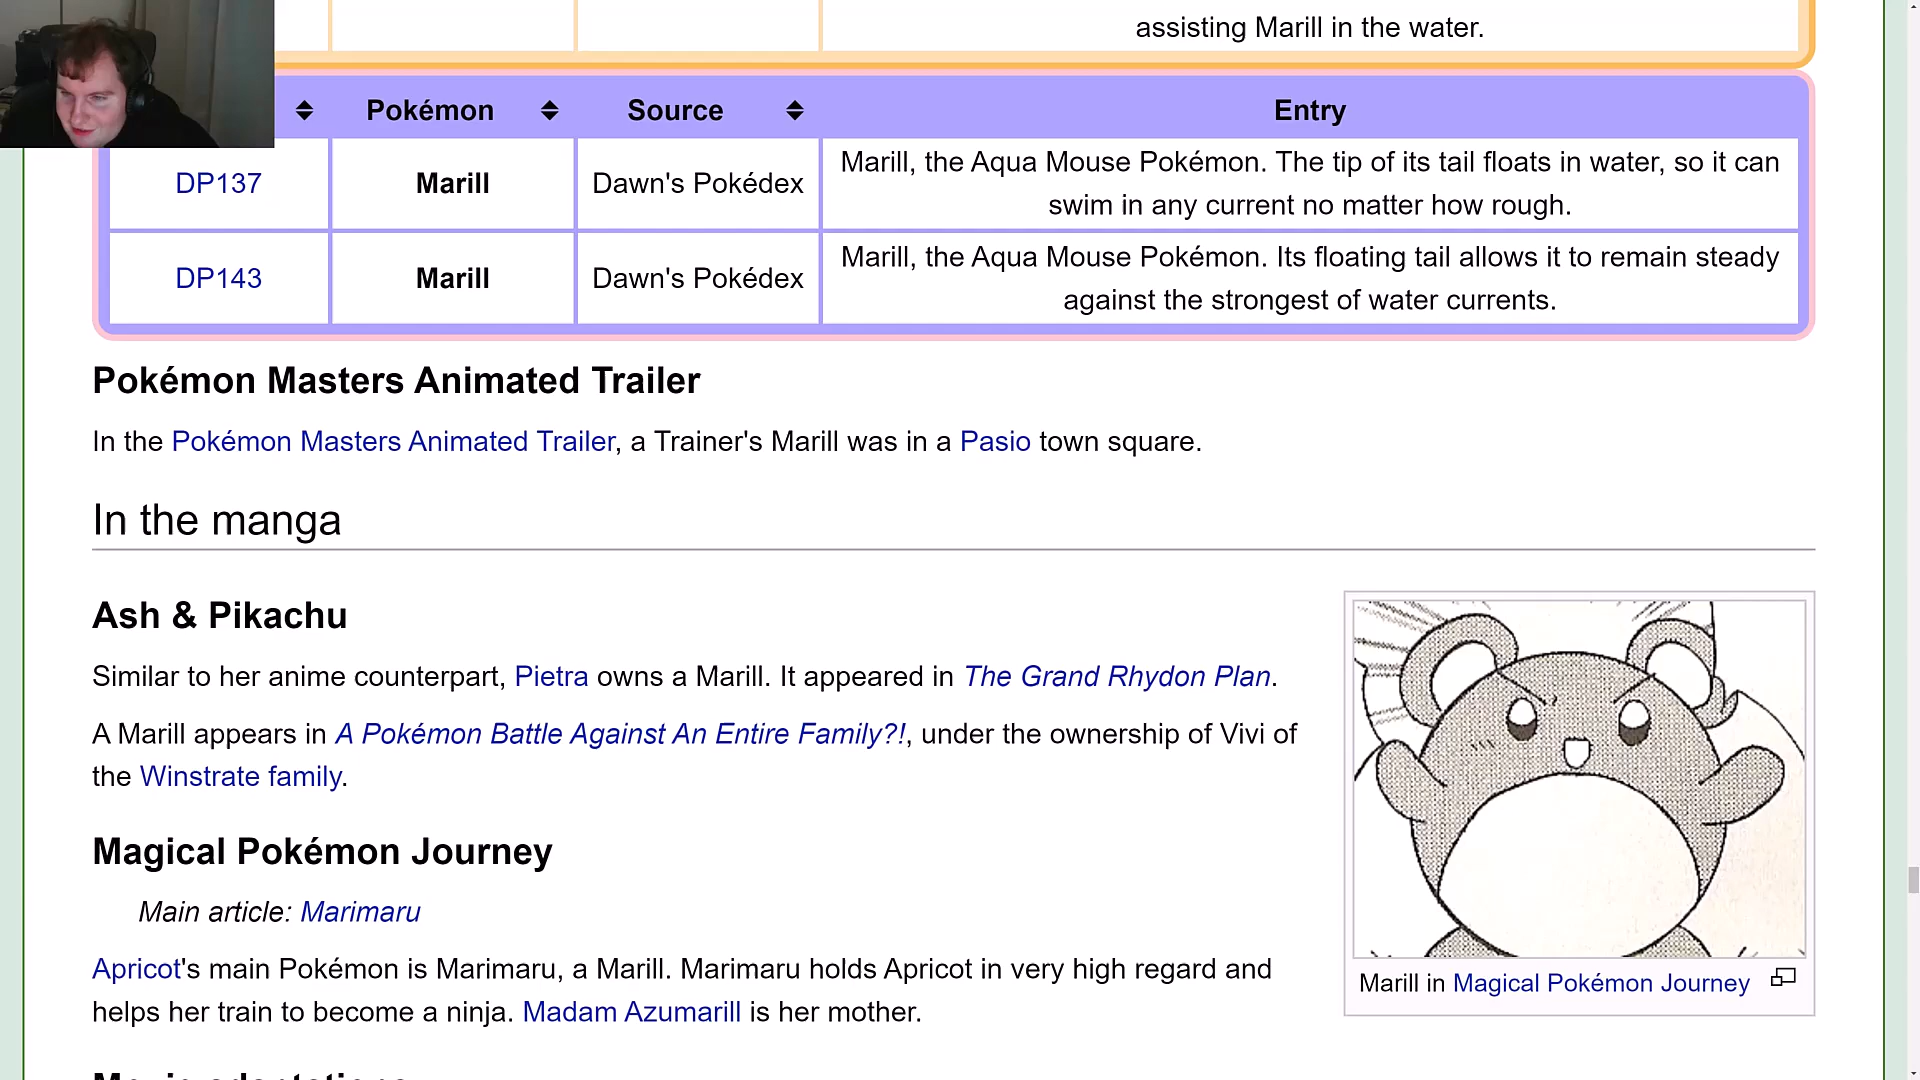 assisting Marill in the water.
Pokémon Source Entry
DP137 Marill Dawn's Pokédex Marill, the Aqua Mouse Pokémon. The tip of its tail floats in water, so it can
swim in any current no matter how rough.
DP143 Marill Dawn's Pokédex Marill, the Aqua Mouse Pokémon. Its floating tail allows it to remain steady
against the strongest of water currents.
Pokémon Masters Animated Trailer
In the Pokémon Masters Animated Trailer, a Trainer's Marill was in a Pasio town square.
In the manga
Ash & Pikachu
Similar to her anime counterpart, Pietra owns a Marill. It appeared in The Grand Rhydon Plan.
A Marill appears in A Pokémon Battle Against An Entire Family?!, under the ownership of Vivi of
the Winstrate family.
Magical Pokémon Journey
Main article: Marimaru
Apricot's main Pokémon is Marimaru, a Marill. Marimaru holds Apricot in very high regard and
helps her train to become a ninja. Madam Azumarill is her mother.
Marill in Magical Pokémon Journey